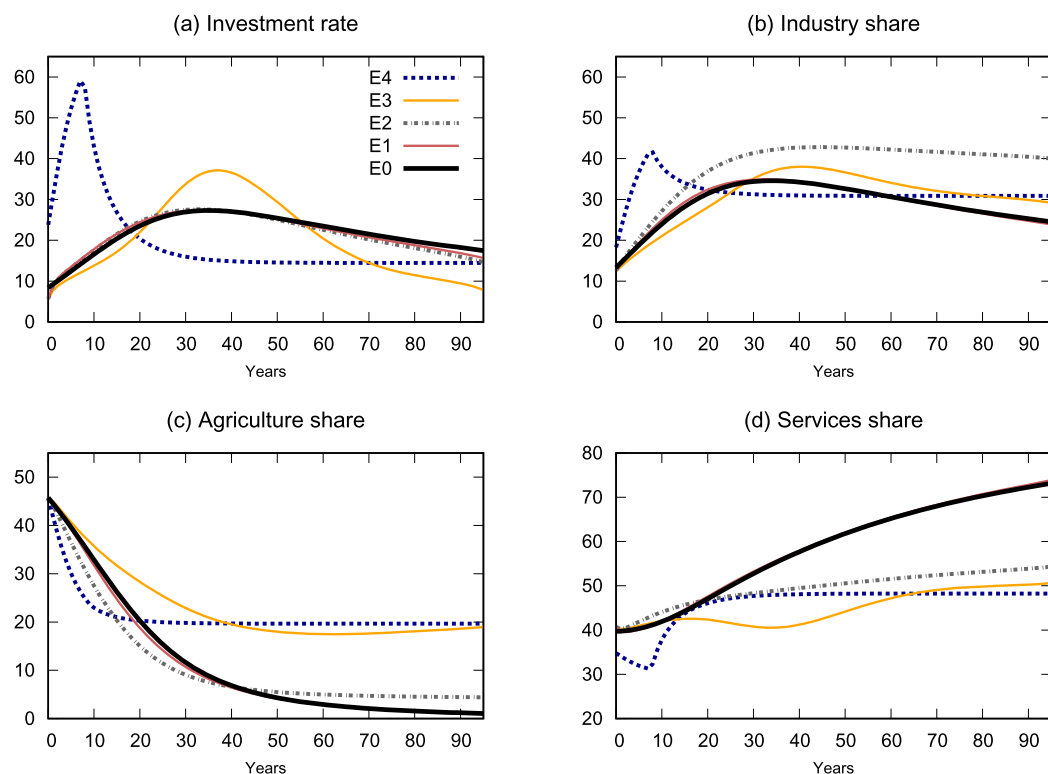 (a) Investment rate
60
50
40
30
20
10
0
E4
E3
E2
E1
E0
0 10 20 30 40 50 60 70 80 90
Years
(b) Industry share
60
50
40
30
20
10
0
0 10 20 30 40 50 60 70 80 90
Years
(c) Agriculture share
50
40
30
20
10
0
0 10 20 30 40 50 60 70 80 90
Years
(d) Services share
80
70
60
50
40
30
20
0 10 20 30 40 50 60 70 80 90
Years